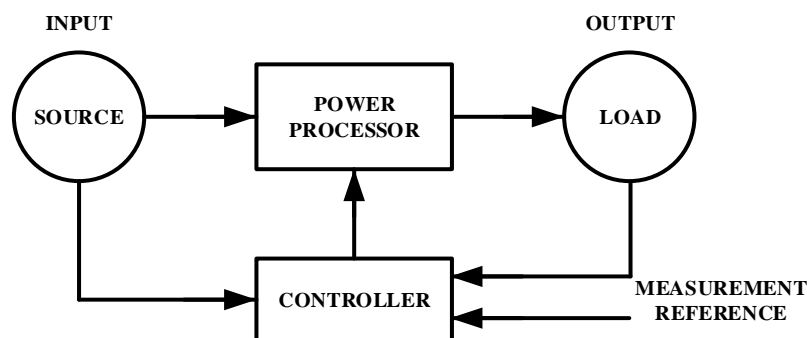 INPUT
OUTPUT
SOURCE
POWER
PROCESSOR
LOAD
CONTROLLER
MEASUREMENT
REFERENCE